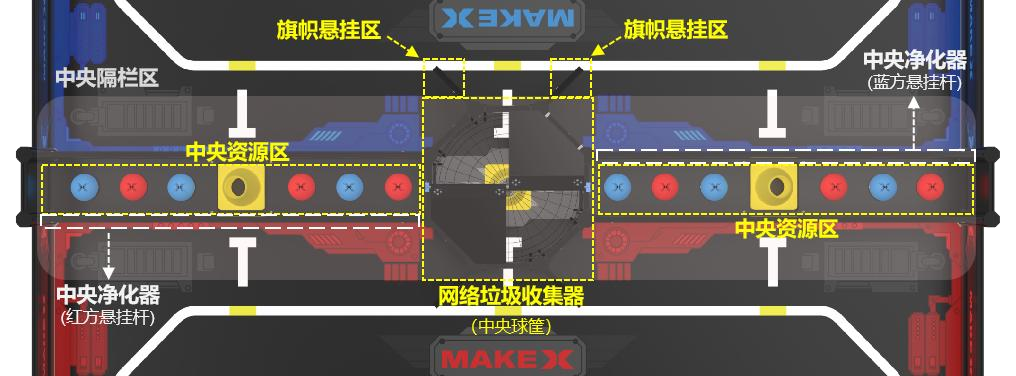 MAKEX
旗帜悬挂区
旗帜悬挂区
中央隔栏区
中央净化器
(蓝方悬挂杆)
中央资源区
中央资源区
中央净化器
(红方悬挂杆)
网络垃圾收集器
(中央球筐)
MAKEX